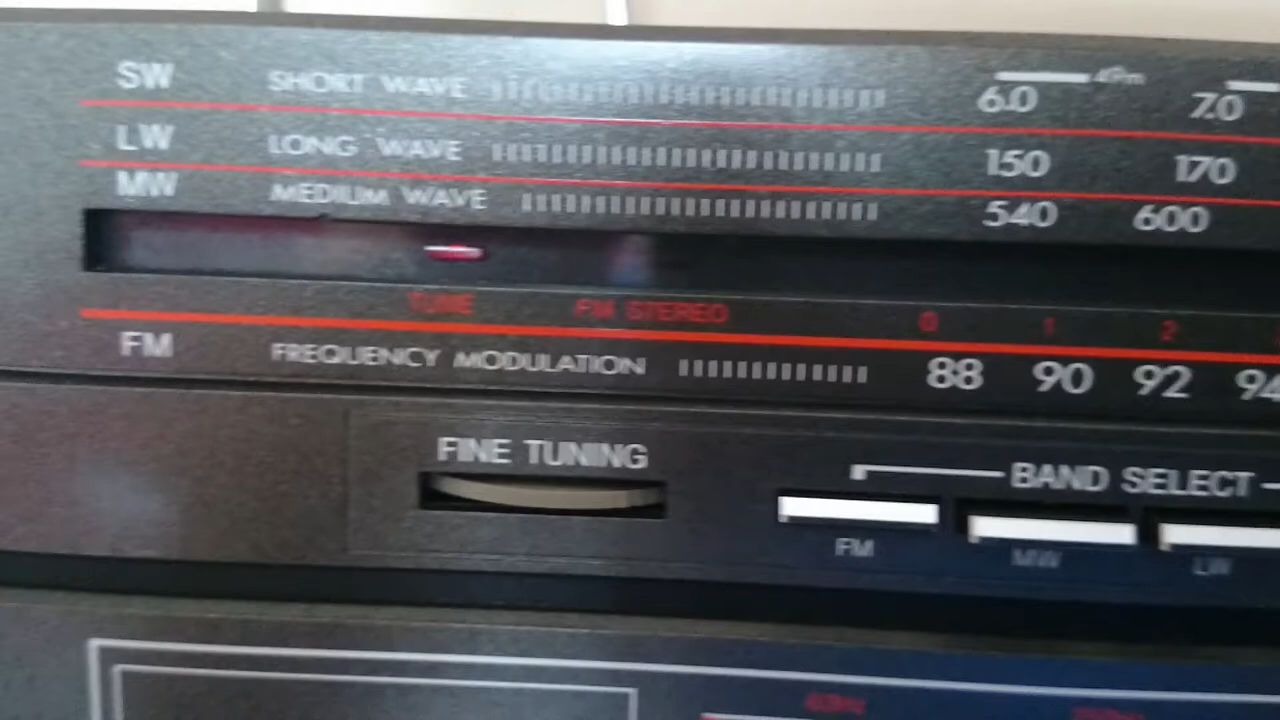 SW SHORT WAVE 49m
6.0 7.0
LW LONG WAVE 150 170
MW MEDIUM WAVE 540 600
TUNE FM STEREO 0 1 2
FM FREQUENCY MODULATION 88 90 92 94
FINE TUNING BAND SELECT
FM MW LW